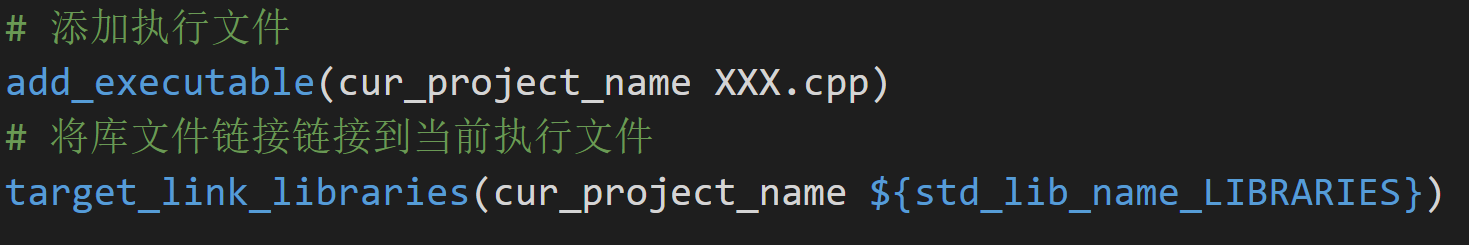 # 添加执行文件
add_executable(cur_project_name XXX.cpp)
# 将库文件链接链接到当前执行文件
target_link_libraries(cur_project_name ${std_lib_name_LIBRARIES})